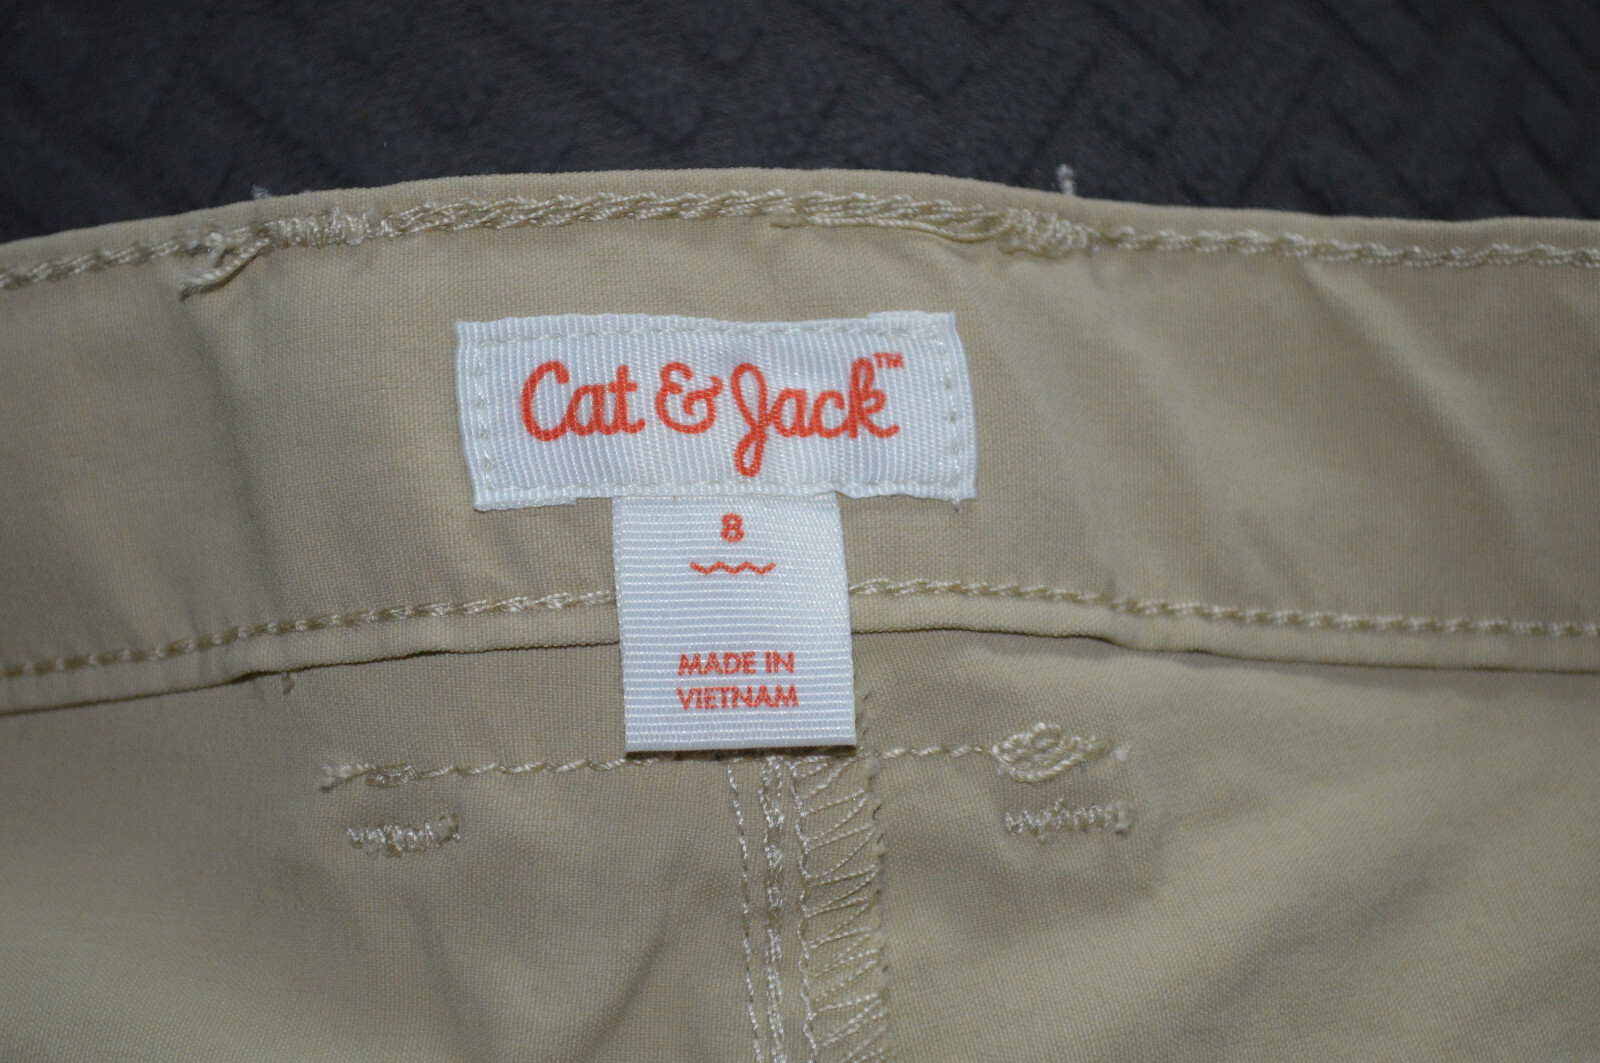 Cat & Jack™
8
MADE IN
VIETNAM